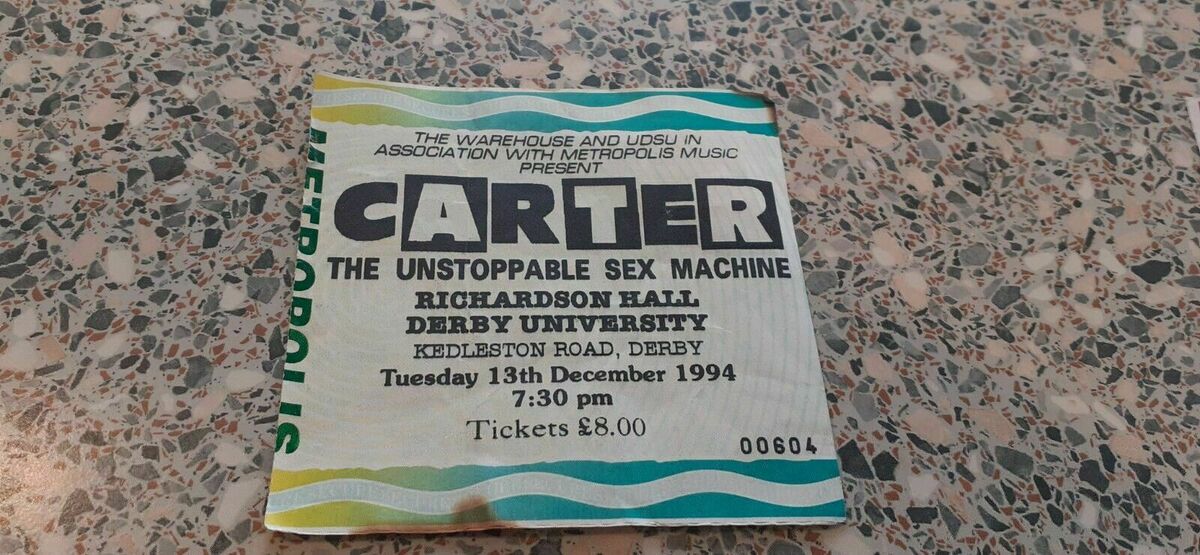 METROPOLIS
THE WAREHOUSE AND UDSU IN
ASSOCIATION WITH METROPOLIS MUSIC
PRESENT
CARTER
THE UNSTOPPABLE SEX MACHINE
RICHARDSON HALL
DERBY UNIVERSITY
KEDLESTON ROAD, DERBY
Tuesday 13th December 1994
7:30 pm
Tickets £8.00
00604